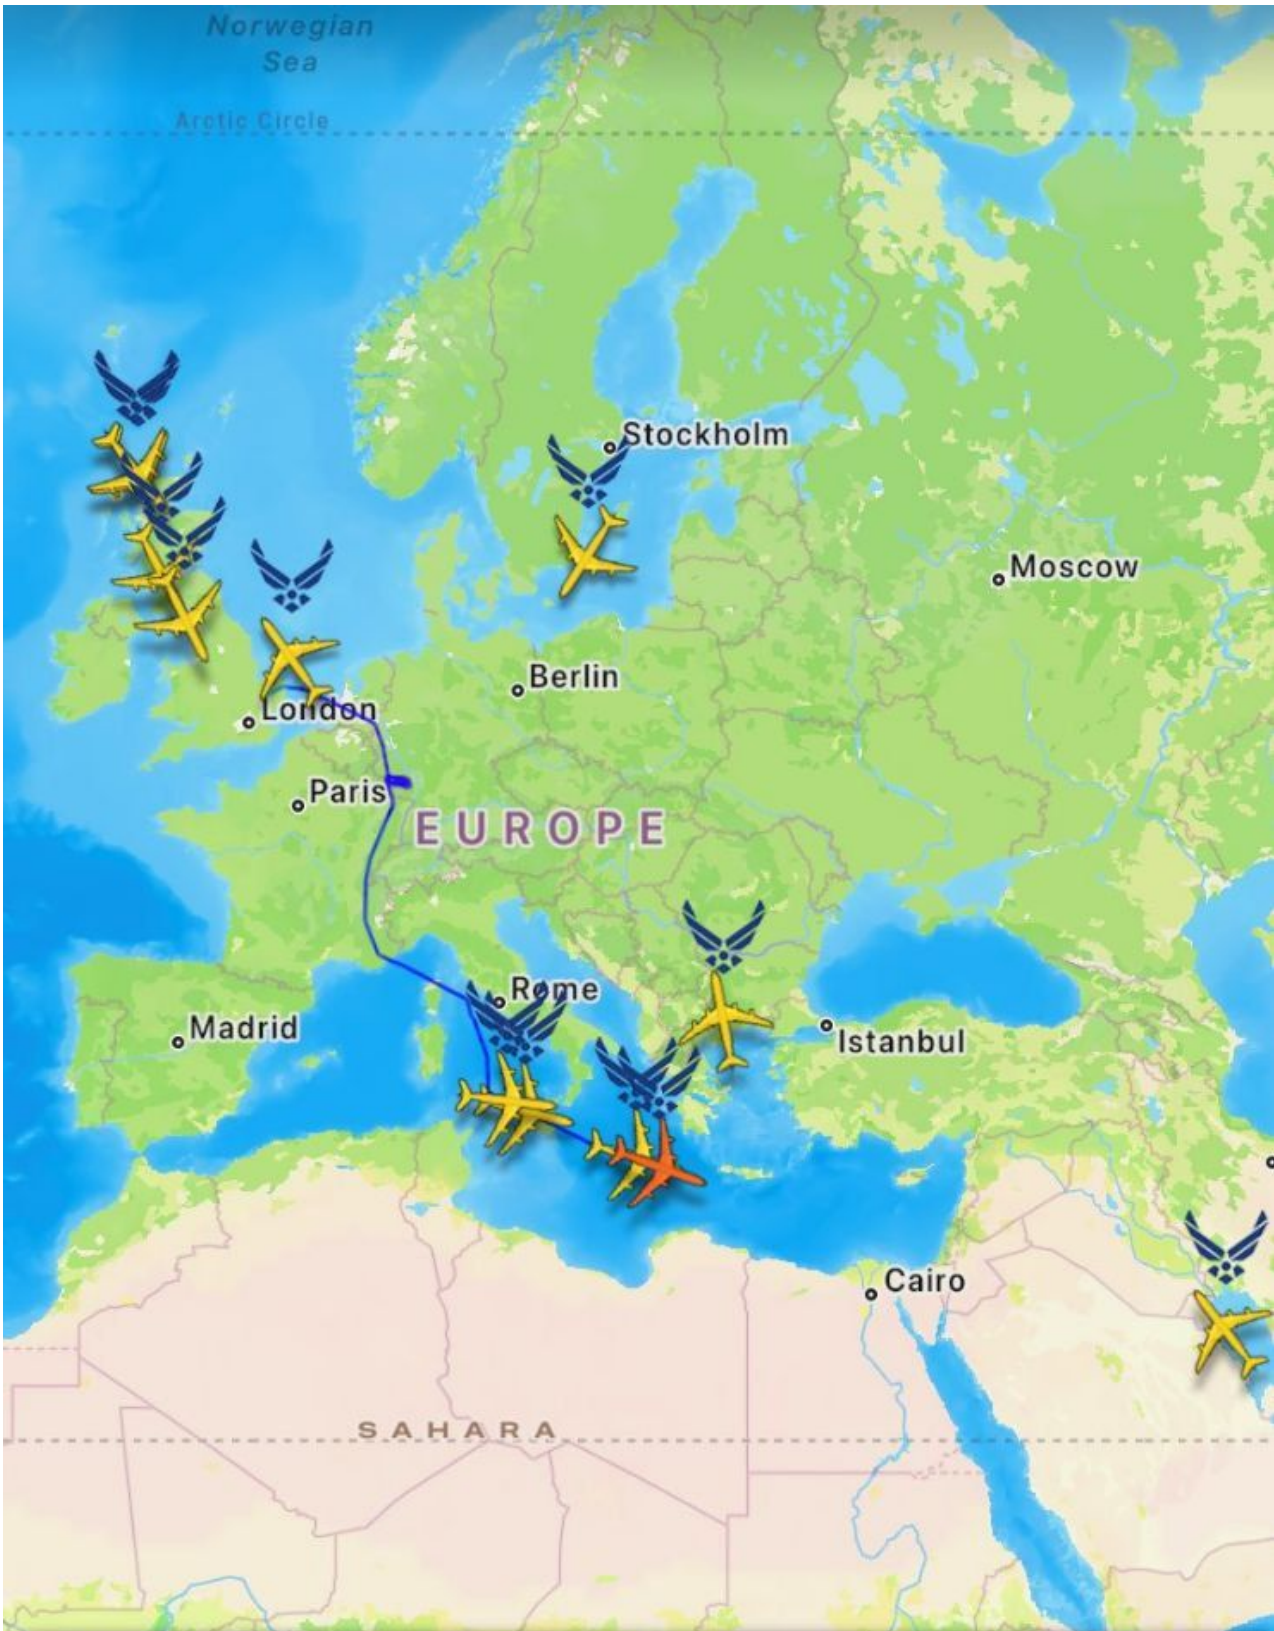 Norwegian
Sea
Arctic Circle
Stockholm
Moscow
Berlin
London
Paris
EUROPE
Rome
Madrid
Istanbul
Cairo
SAHARA